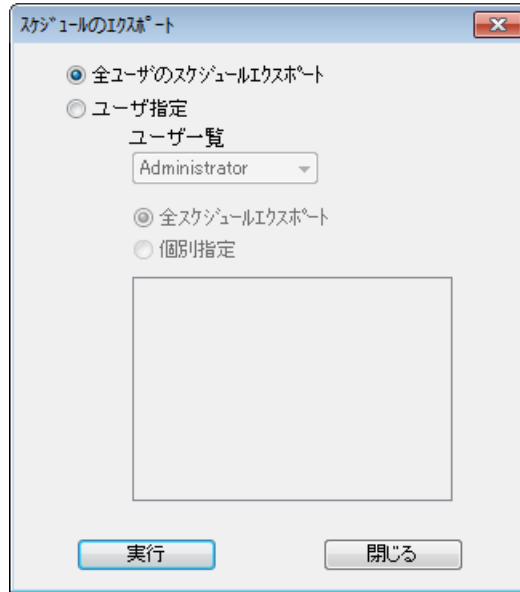 ｽｹｼﾞｭｰﾙのｴｸｽﾎﾟｰﾄ
全ユーザのスケジュールエクスポート
ユーザ指定
ユーザ一覧
Administrator
全スケジュールエクスポート
個別指定
実行 閉じる